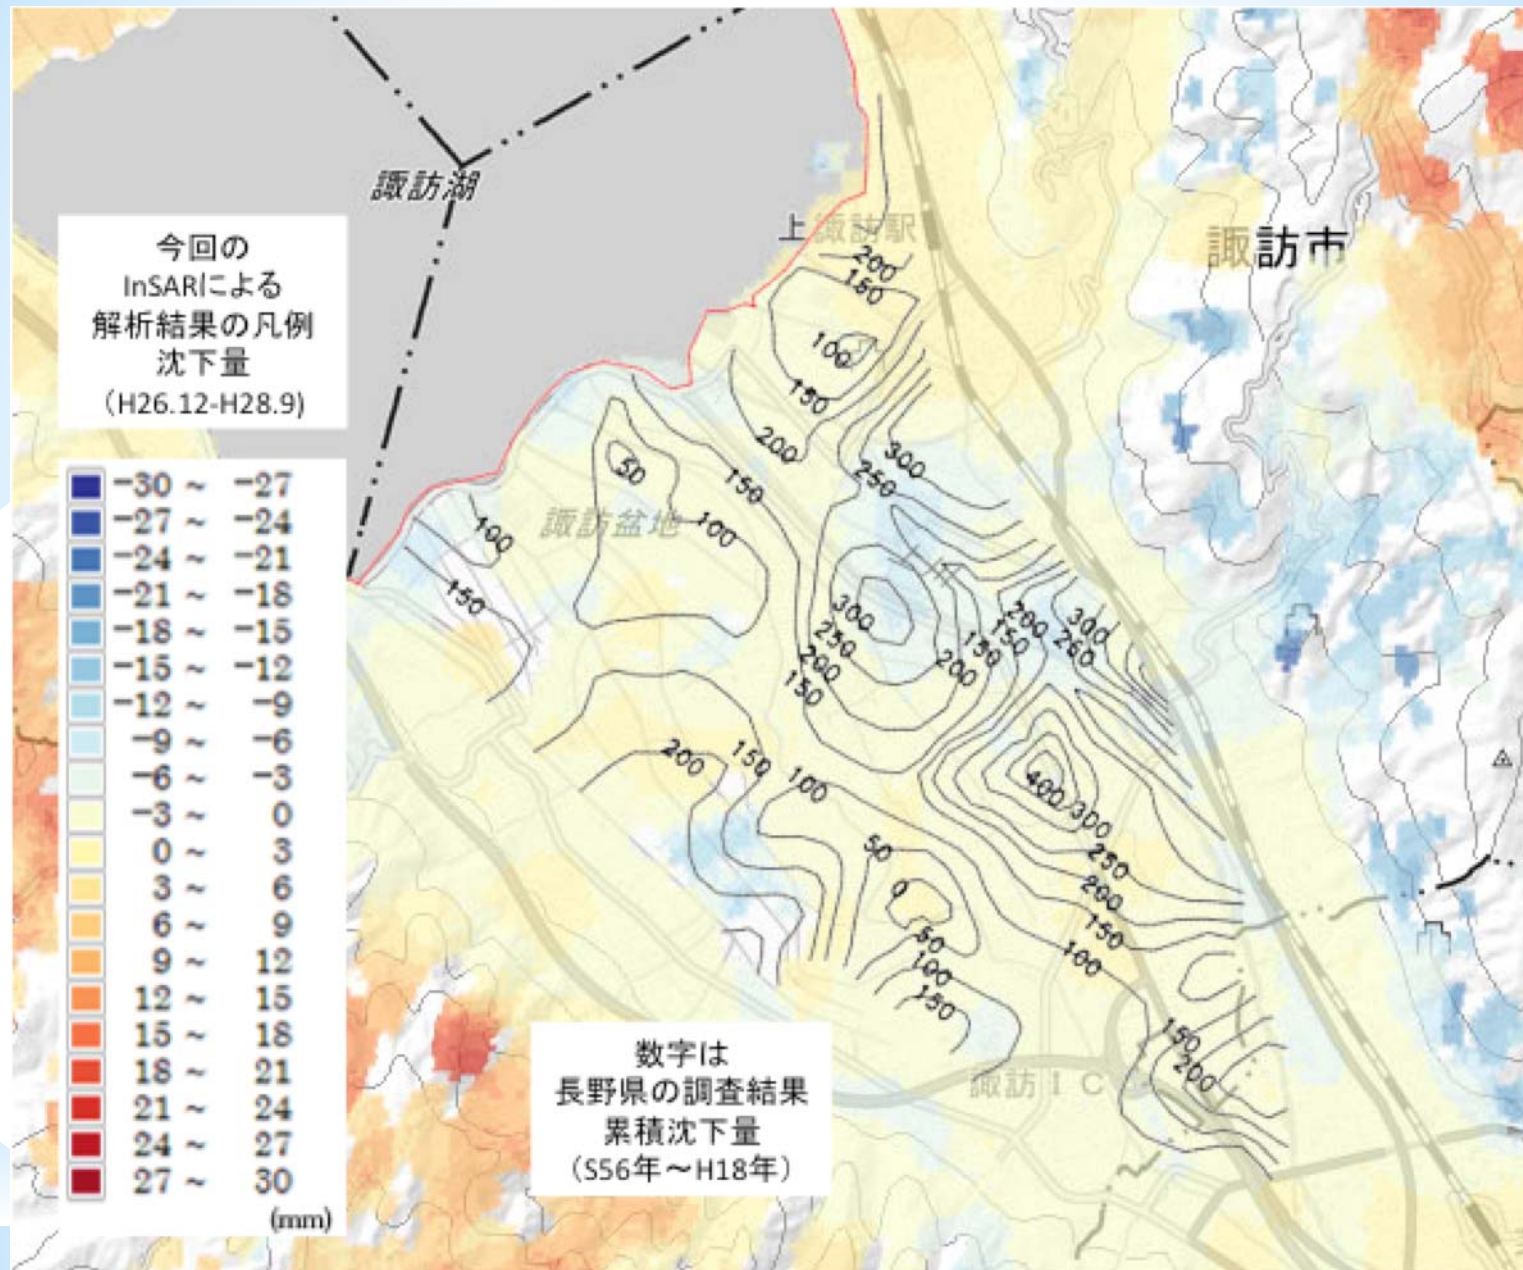 諏訪湖
今回の
InSARによる
解析結果の凡例
沈下量
(H26.12-H28.9)
-30 ~ -27
-27 ~ -24
-24 ~ -21
-21 ~ -18
-18 ~ -15
-15 ~ -12
-12 ~ -9
-9 ~ -6
-6 ~ -3
-3 ~ 0
0 ~ 3
3 ~ 6
6 ~ 9
9 ~ 12
12 ~ 15
15 ~ 18
18 ~ 21
21 ~ 24
24 ~ 27
27 ~ 30
(mm)
上諏訪駅
諏訪市
200
150
100
150
200
300
250
50
150
100
諏訪盆地
100
150
300
250
200
150
200
150
150
200
300
250
200
150
100
400
300
250
200
150
100
50
0
50
100
150
150
200
諏訪IC
数字は
長野県の調査結果
累積沈下量
(S56年～H18年)